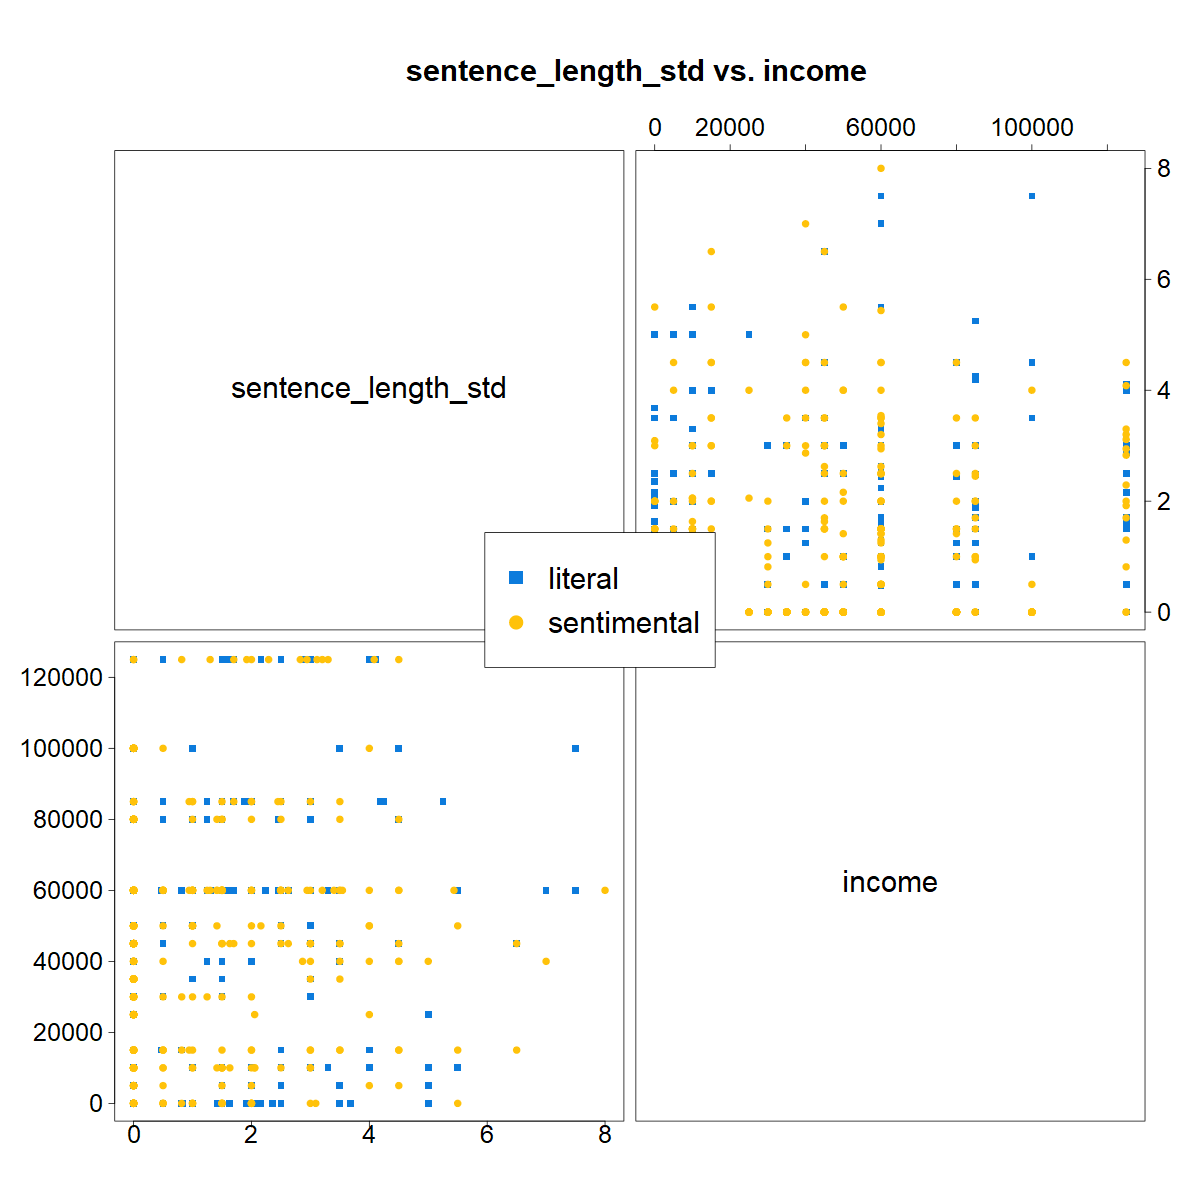 sentence_length_std vs. income
0 20000 60000 100000
8
6
sentence_length_std
4
2
literal
0
sentimental
120000
100000
80000
income
60000
40000
20000
0
0 2 4 6 8